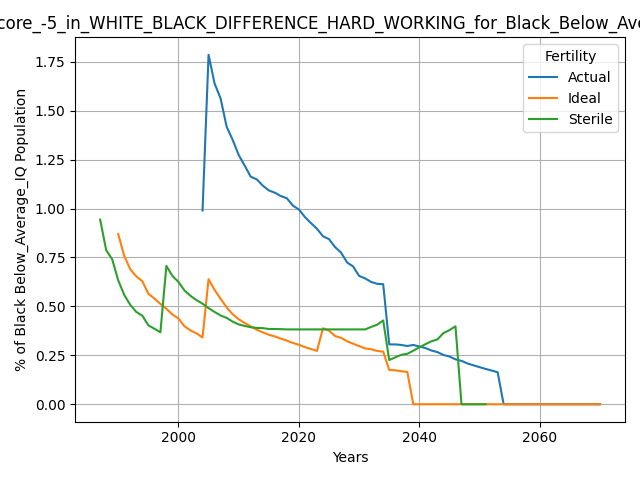 core_-5_in_WHITE_BLACK_DIFFERENCE_HARD_WORKING_for_Black_Below_Ave
% of Black Below_Average_IQ Population
1.75
1.50
1.25
1.00
0.75
0.50
0.25
0.00
Fertility
Actual
Ideal
Sterile
2000
2020
2040
2060
Years